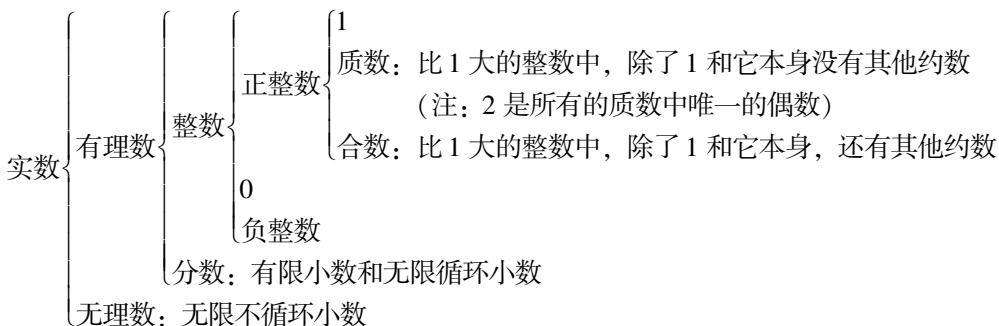 1
质数：比1大的整数中，除了1和它本身没有其他约数
正整数
（注：2是所有的质数中唯一的偶数）
整数
有理数
合数：比1大的整数中，除了1和它本身，还有其他约数
实数
0
负整数
分数：有限小数和无限循环小数
无理数：无限不循环小数